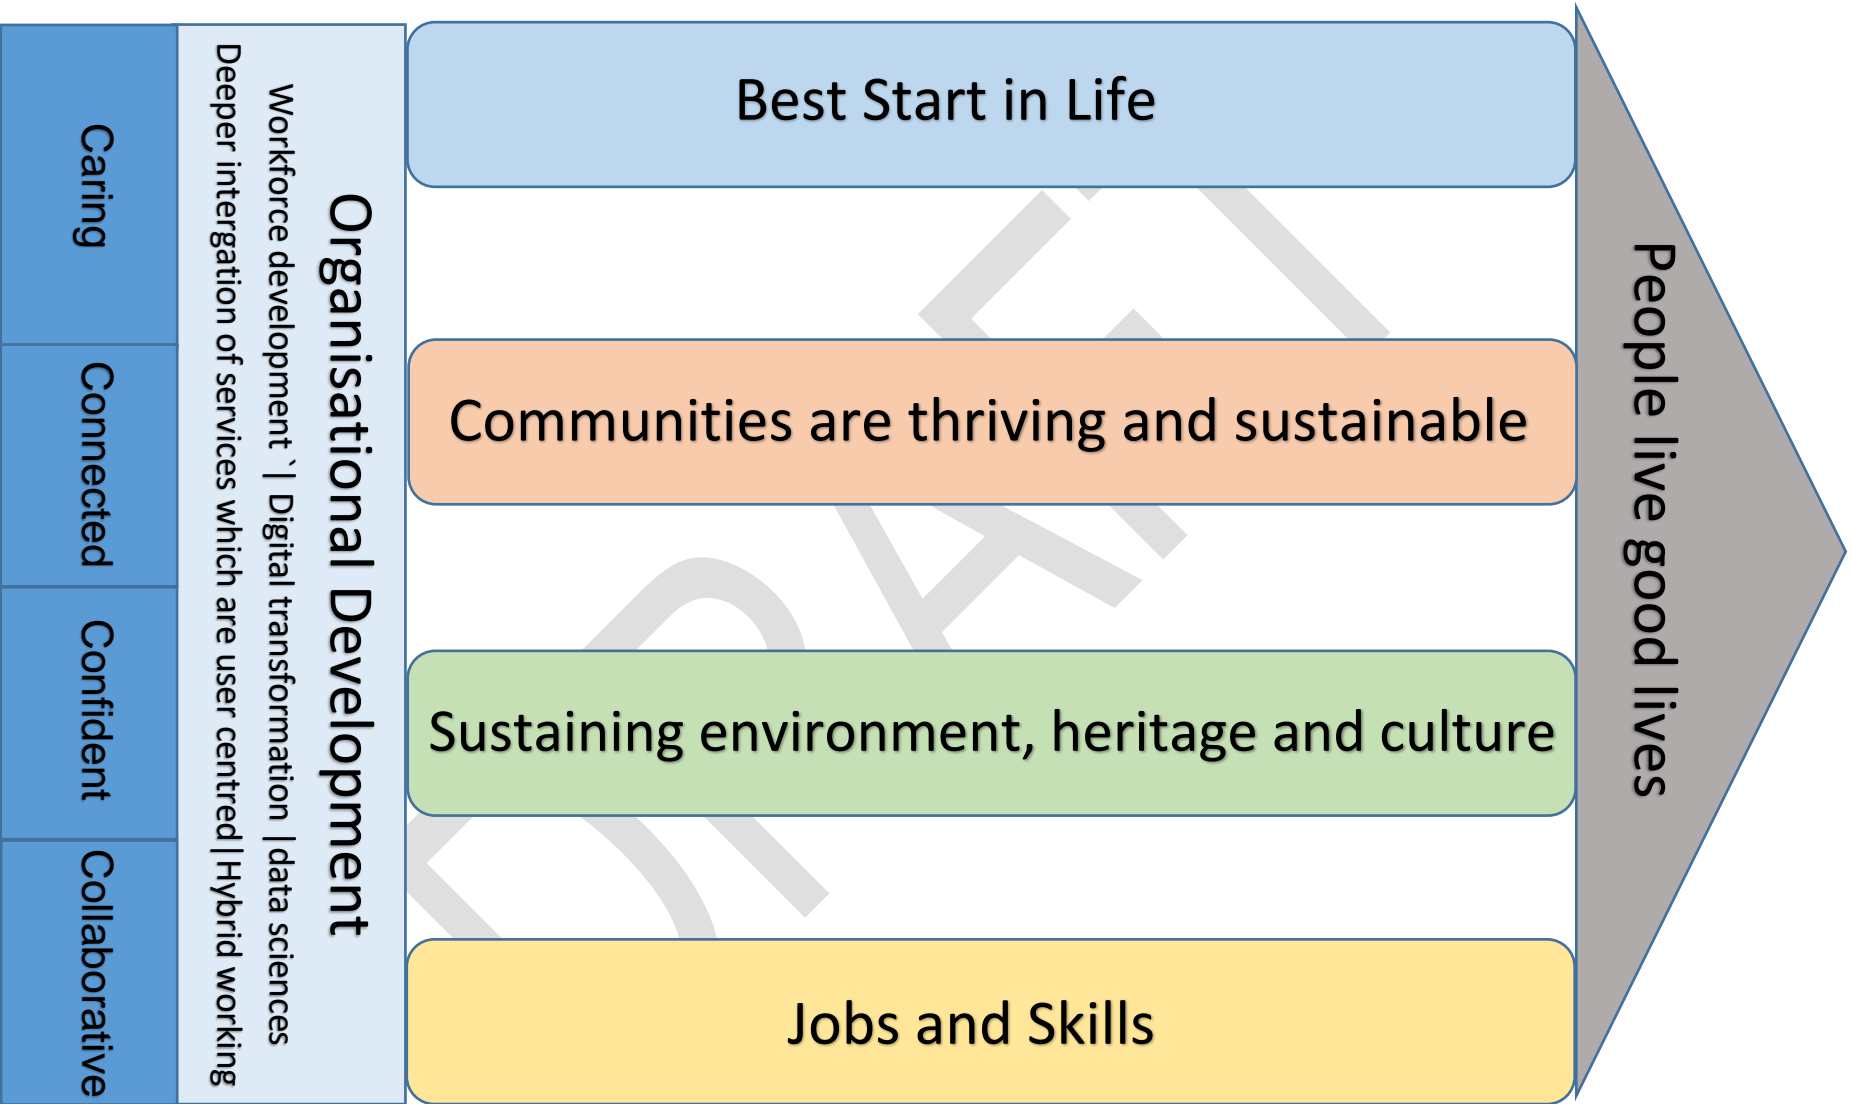 Caring
Connected
Confident
Collaborative
Organisational Development
Workforce development `| Digital transformation |data sciences
Deeper intergation of services which are user centred|Hybrid working
Best Start in Life
Communities are thriving and sustainable
Sustaining environment, heritage and culture
Jobs and Skills
People live good lives
DRAFT